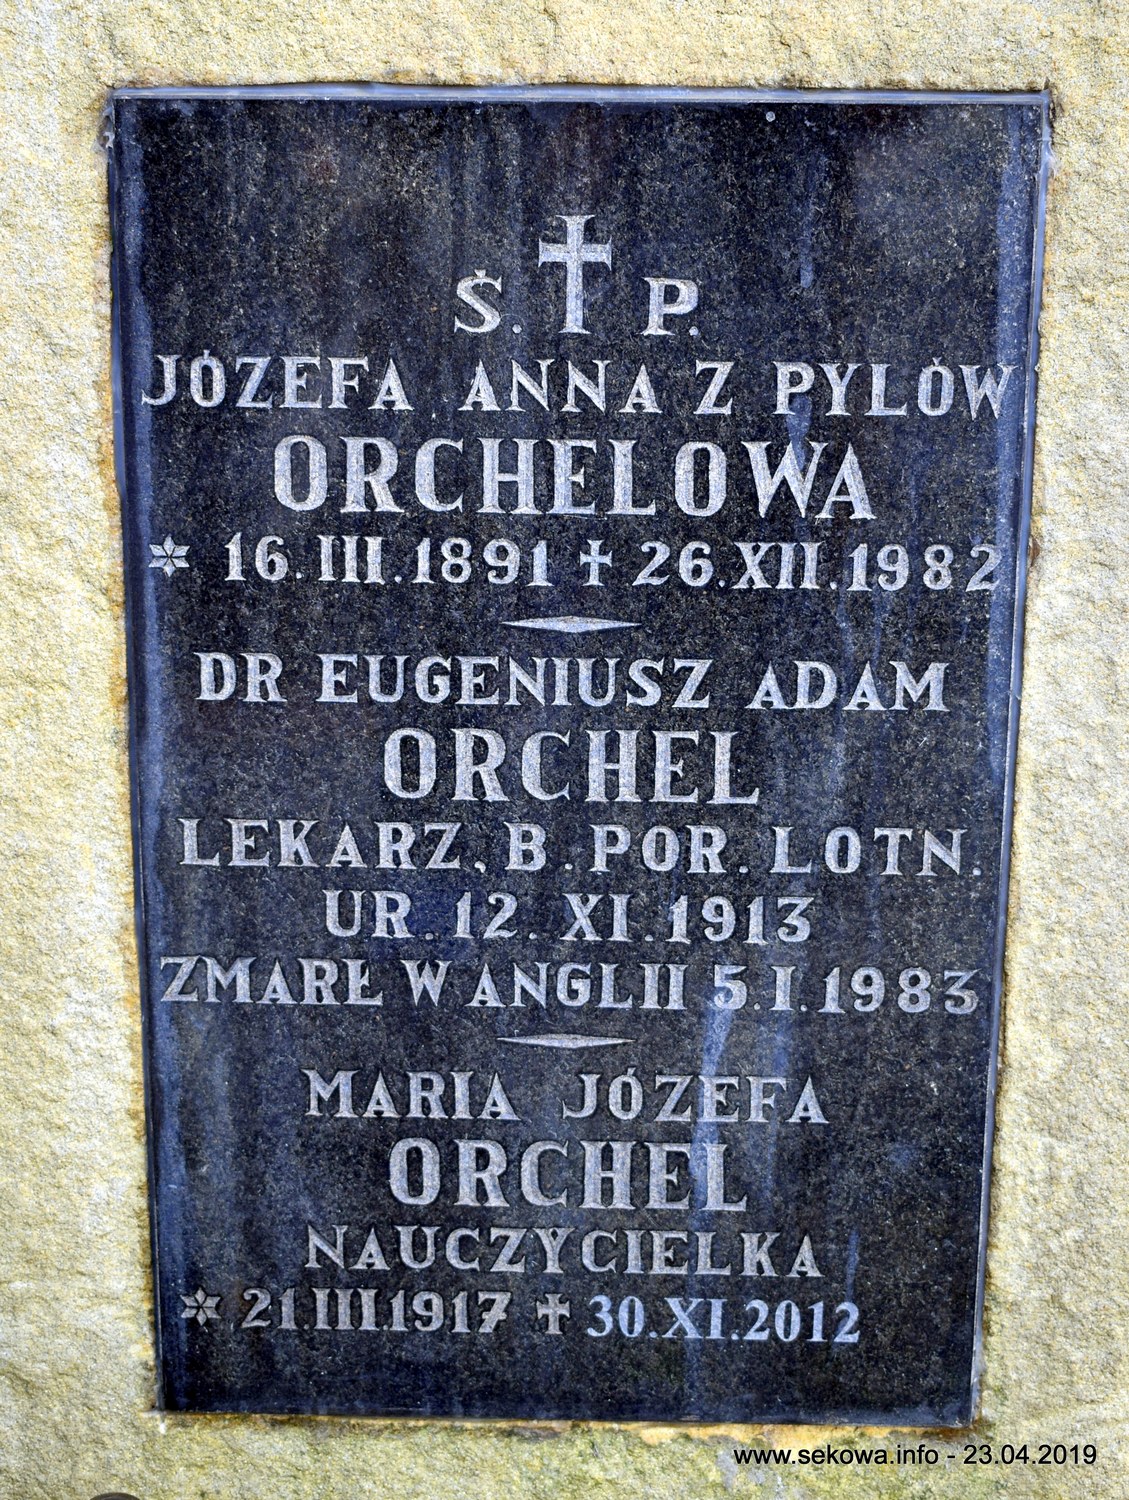 Ś. P.
JÓZEFA ANNA Z PYLÓW
ORCHELOWA
✡ 16.III.1891 ✝ 26.XII.1982
DR EUGENIUSZ ADAM
ORCHEL
LEKARZ, B. POR. LOTN.
UR. 12. XI.1913
ZMARŁ W ANGLII 5.I.1983
MARIA JÓZEFA
ORCHEL
NAUCZYCIELKA
✡ 21.III.1917 ✝ 30.XI.2012
www.sekowa.info - 23.04.2019